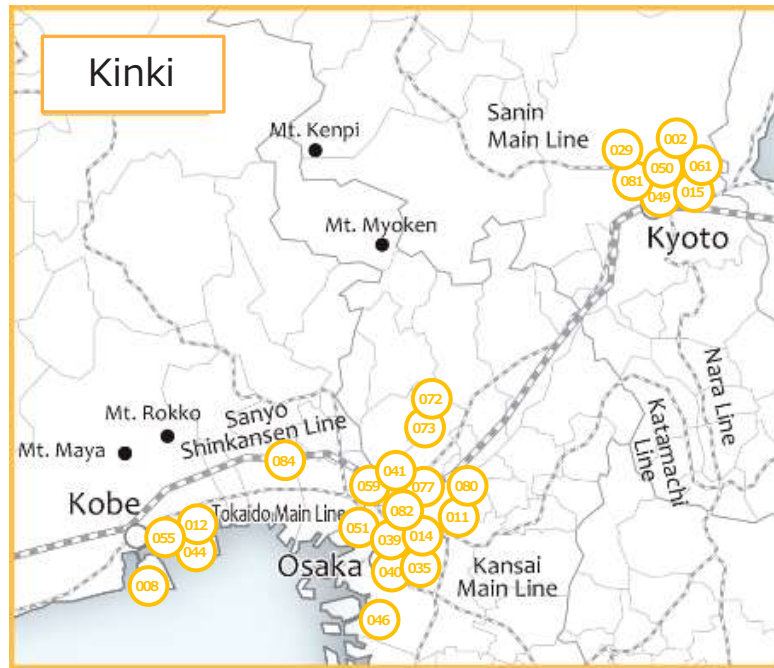 Kinki
Mt. Kenpi
Sanin
Main Line
002
029
050
061
081
015
049
Mt. Myoken
Kyoto
Nara Line
Katamachi
Line
072
073
Mt. Rokko
Sanyo
Shinkansen Line
Mt. Maya
084
041
059
077
080
Kobe
082
012
Tokaido Main Line
051
011
055
014
039
044
Osaka
Kansai
Main Line
040
035
008
046